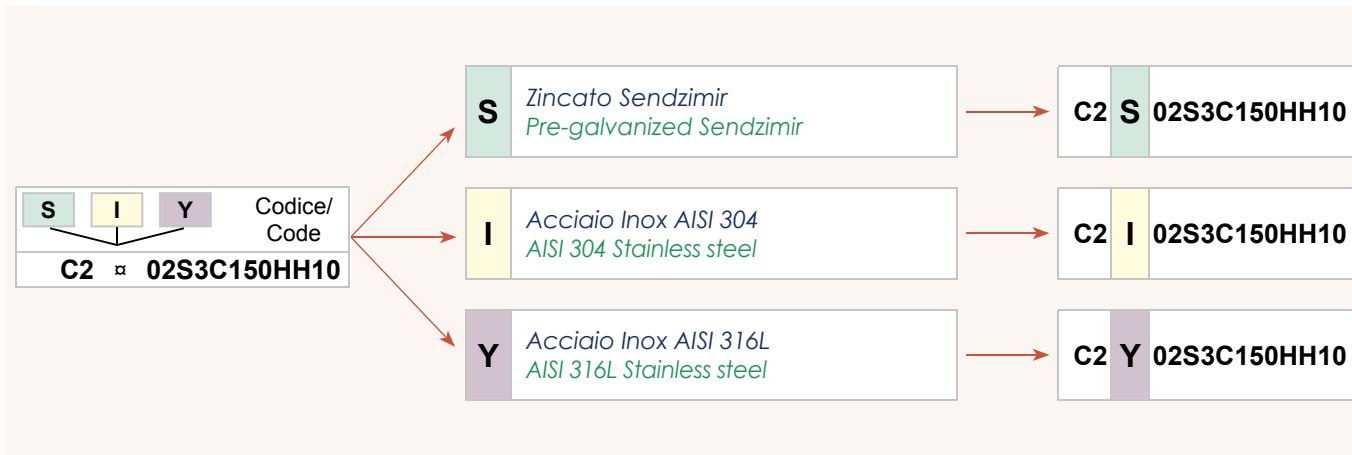 S I Y Codice/
Code
C2 ¤ 02S3C150HH10
S Zincato Sendzimir
Pre-galvanized Sendzimir
C2 S 02S3C150HH10
I Acciaio Inox AISI 304
AISI 304 Stainless steel
C2 I 02S3C150HH10
Y Acciaio Inox AISI 316L
AISI 316L Stainless steel
C2 Y 02S3C150HH10